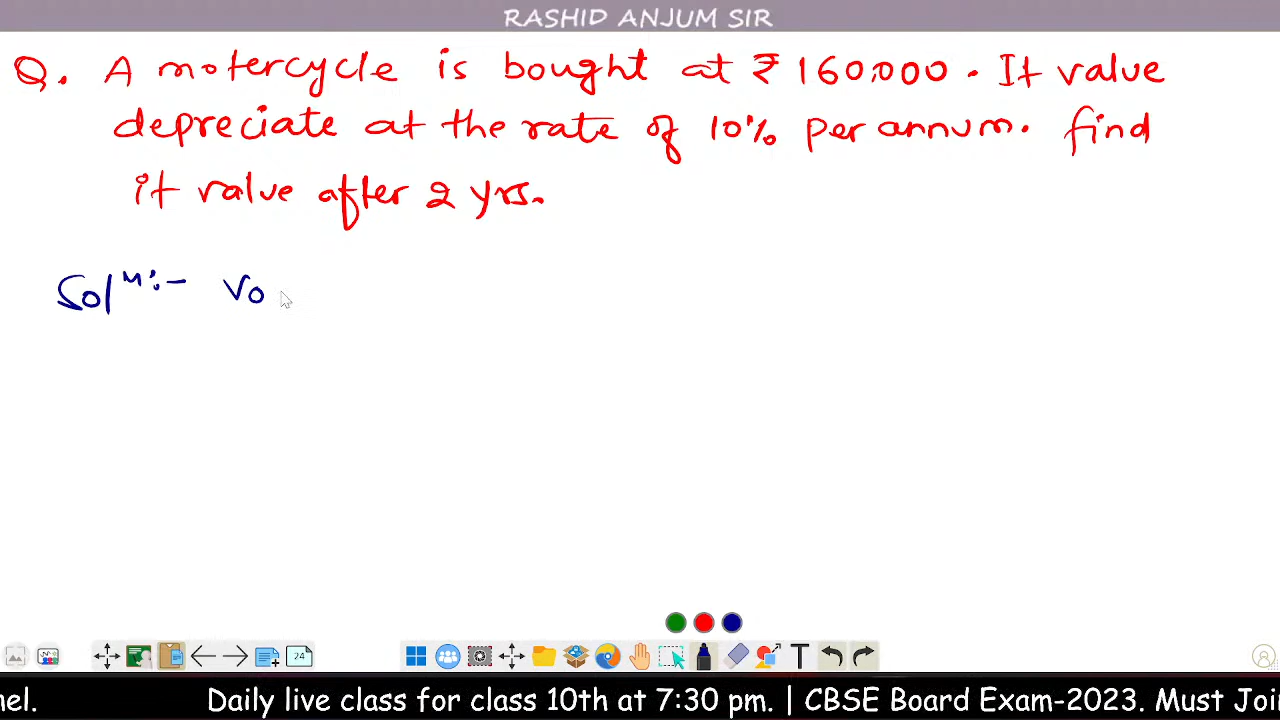 RASHID ANJUM SIR
Q. A motercycle is bought at ₹ 160,000. It value
depreciate at the rate of 10% per annum. find
it value after 2 yrs.
Solⁿ:- V₀
24
nel. Daily live class for class 10th at 7:30 pm. | CBSE Board Exam-2023. Must Joi